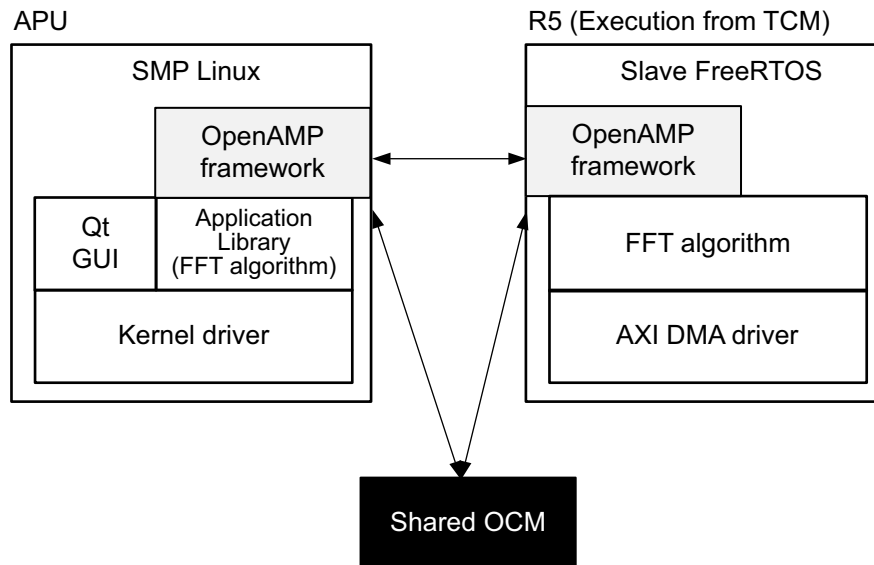 APU
SMP Linux
OpenAMP
framework
Qt
GUI
Application
Library
(FFT algorithm)
Kernel driver
R5 (Execution from TCM)
Slave FreeRTOS
OpenAMP
framework
FFT algorithm
AXI DMA driver
Shared OCM